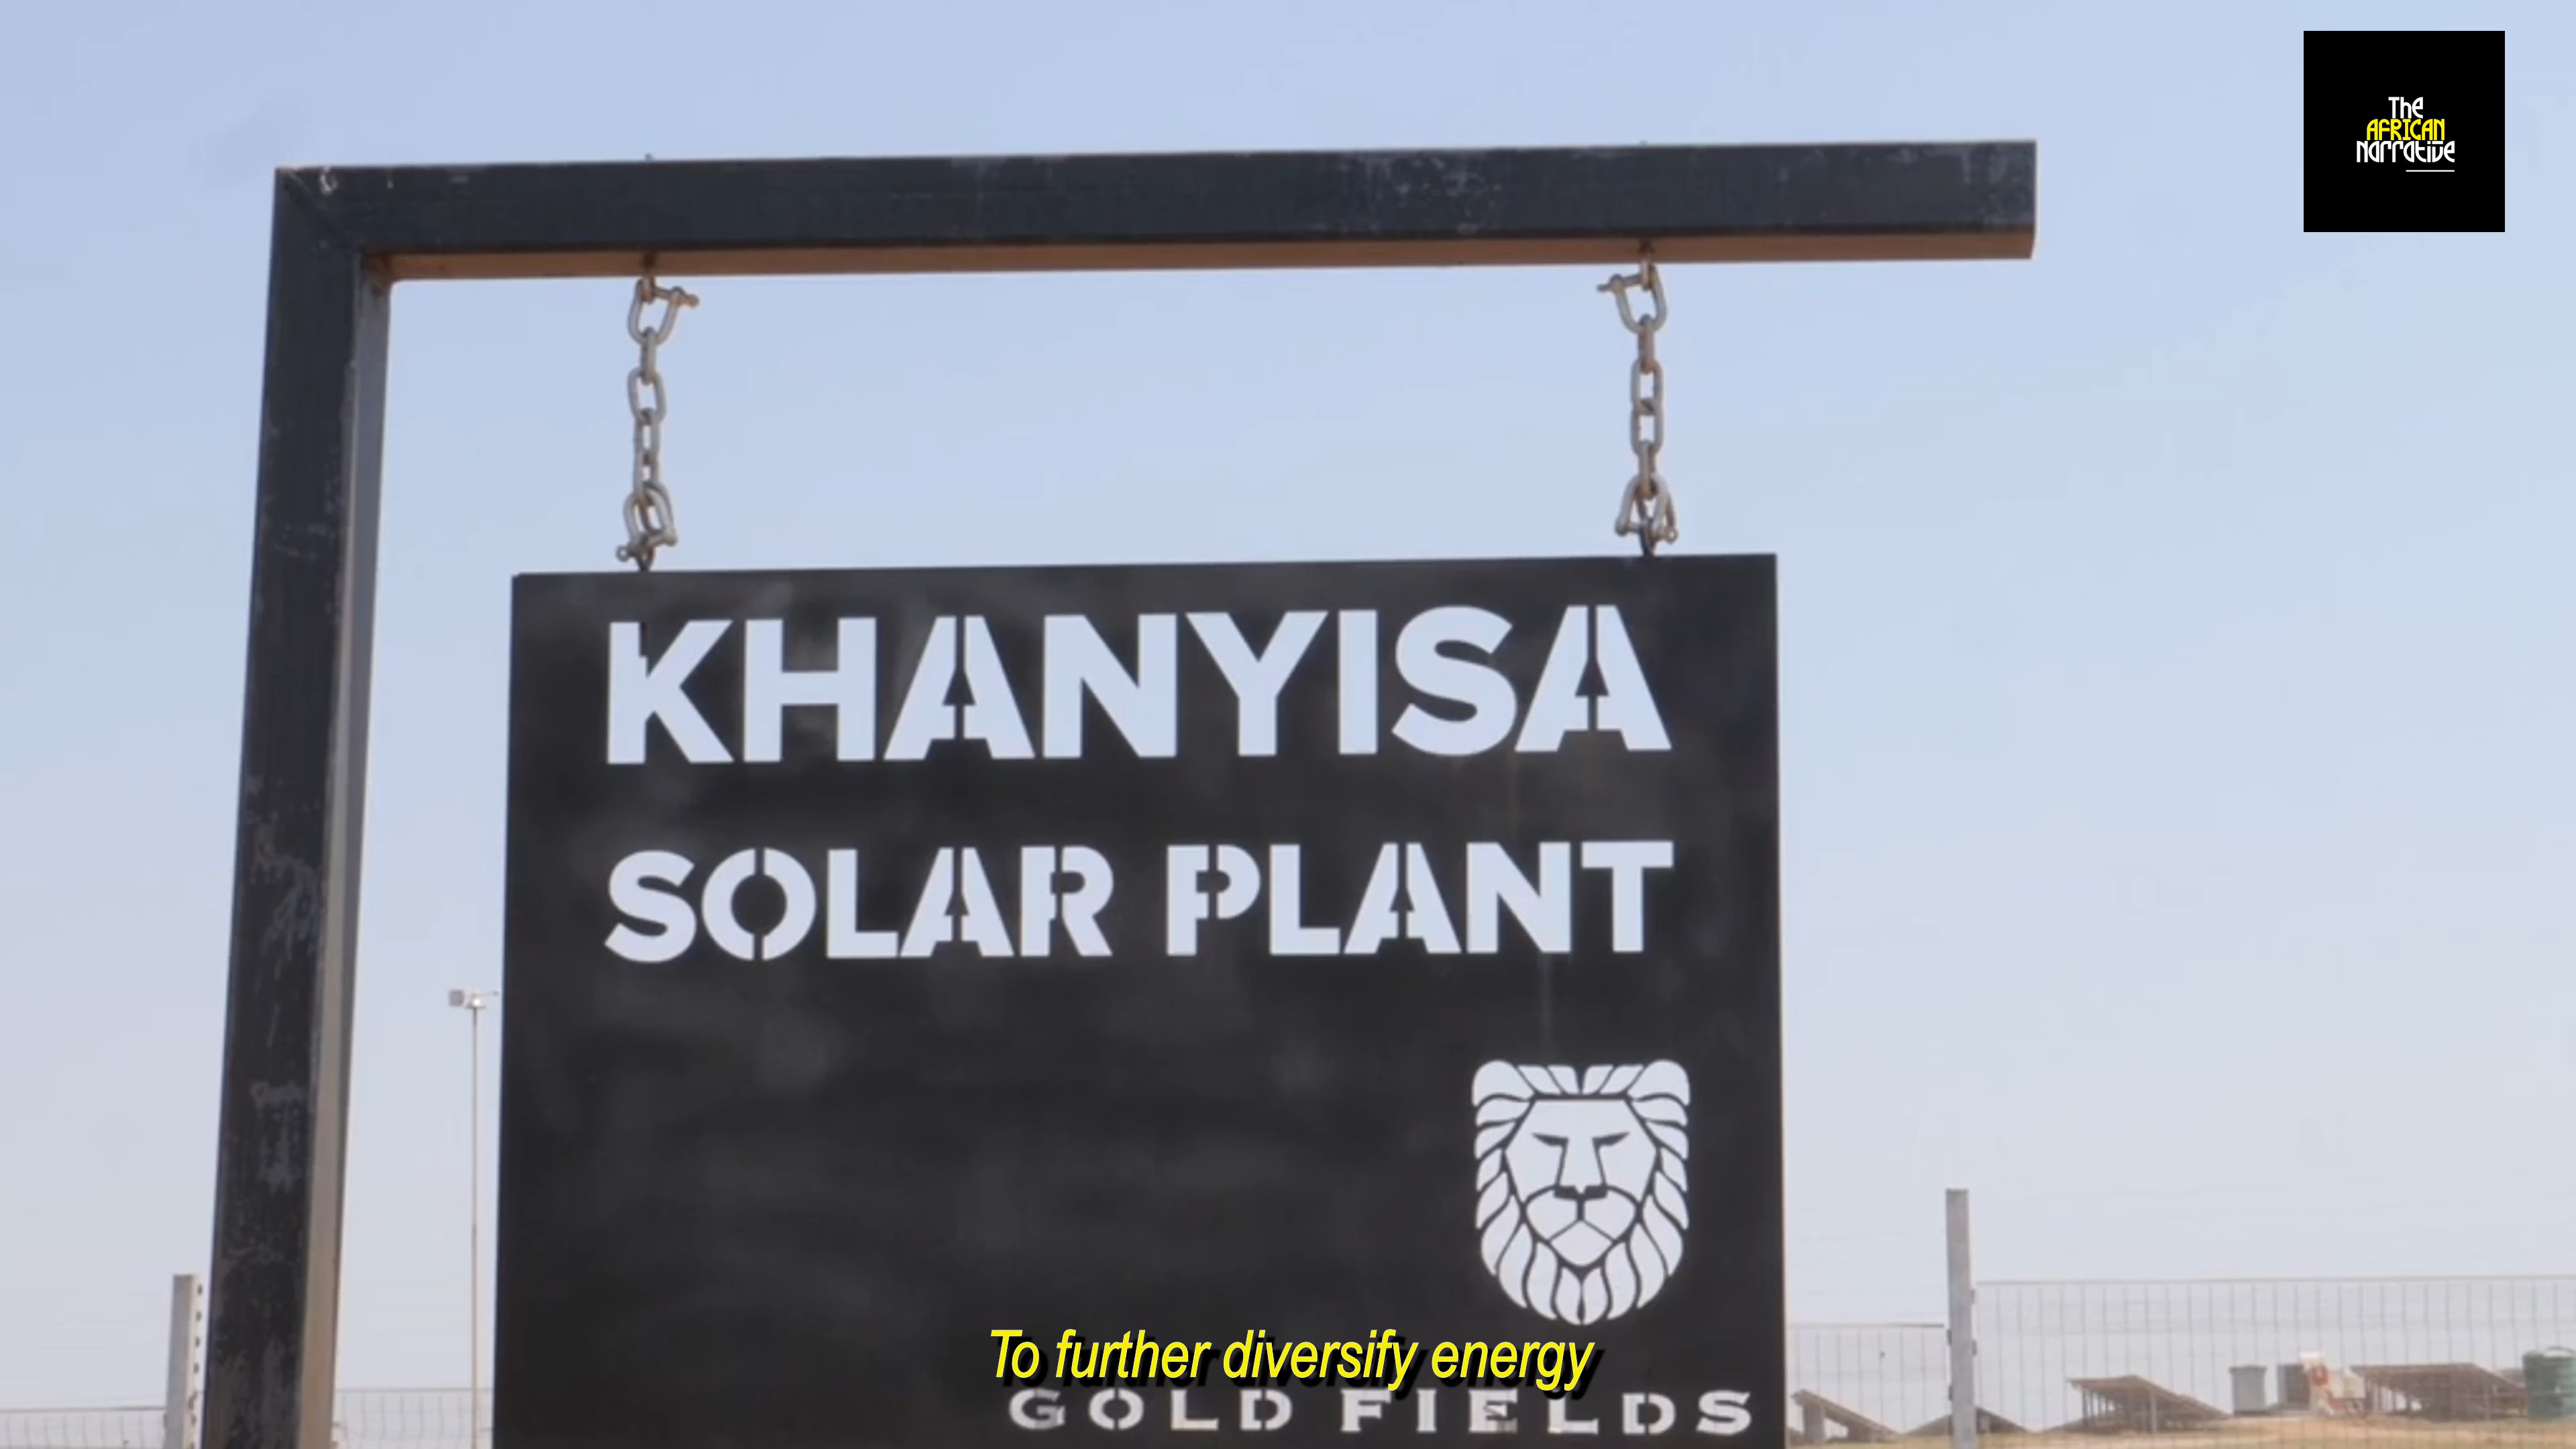 The
AFRICAN
Narrative
KHANYISA
SOLAR PLANT
To further diversify energy
GOLD FIELDS